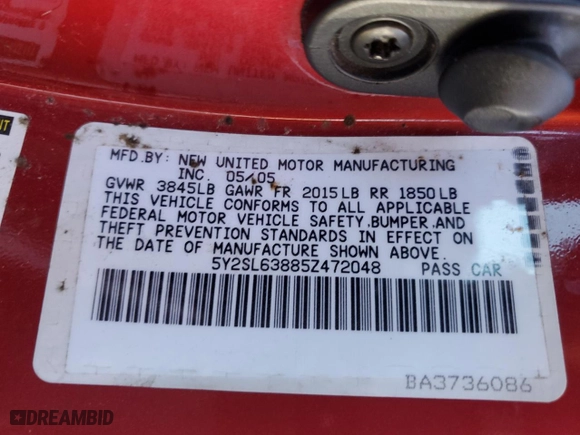 NT
MFD.BY: NEW UNITED MOTOR MANUFACTURING
INC. 05/05
GVWR 3845LB GAWR FR 2015LB RR 1850LB
THIS VEHICLE CONFORMS TO ALL APPLICABLE
FEDERAL MOTOR VEHICLE SAFETY,BUMPER,AND
THEFT PREVENTION STANDARDS IN EFFECT ON
THE DATE OF MANUFACTURE SHOWN ABOVE.
5Y2SL63885Z472048 PASS CAR
BA3736086
DREAMBID